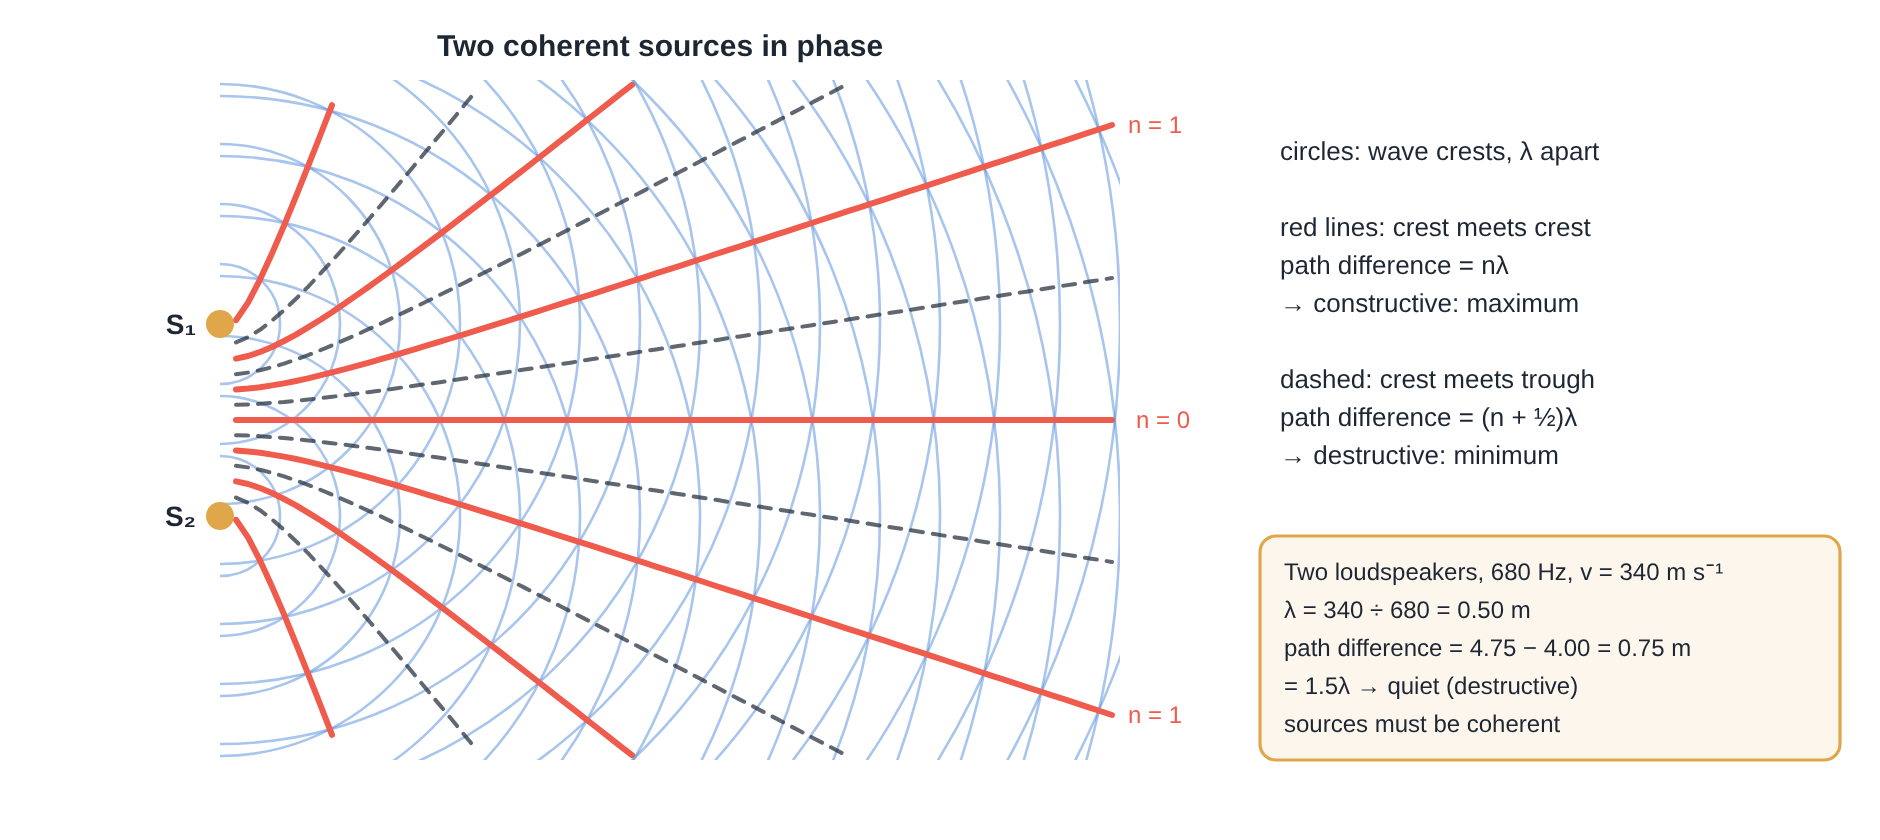 Two coherent sources in phase
S₁
S₂
n = 1
n = 0
n = 1
circles: wave crests, λ apart
red lines: crest meets crest
path difference = nλ
→ constructive: maximum
dashed: crest meets trough
path difference = (n + ½)λ
→ destructive: minimum
Two loudspeakers, 680 Hz, v = 340 m s⁻¹
λ = 340 ÷ 680 = 0.50 m
path difference = 4.75 − 4.00 = 0.75 m
= 1.5λ → quiet (destructive)
sources must be coherent